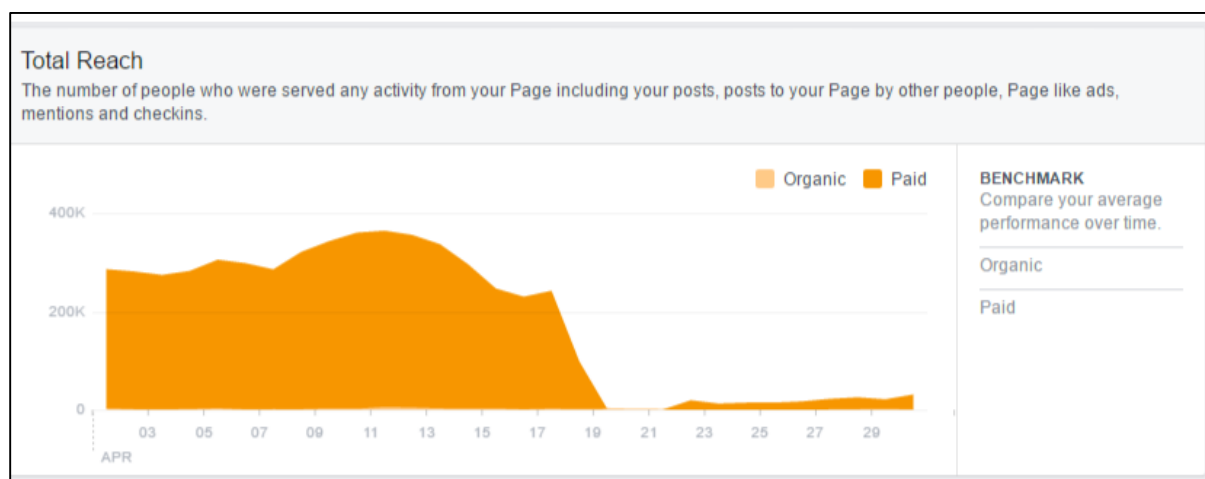 Total Reach
The number of people who were served any activity from your Page including your posts, posts to your Page by other people, Page like ads,
mentions and checkins.
Organic Paid
400K
200K
0
03 05 07 09 11 13 15 17 19 21 23 25 27 29
APR
BENCHMARK
Compare your average
performance over time.
Organic
Paid